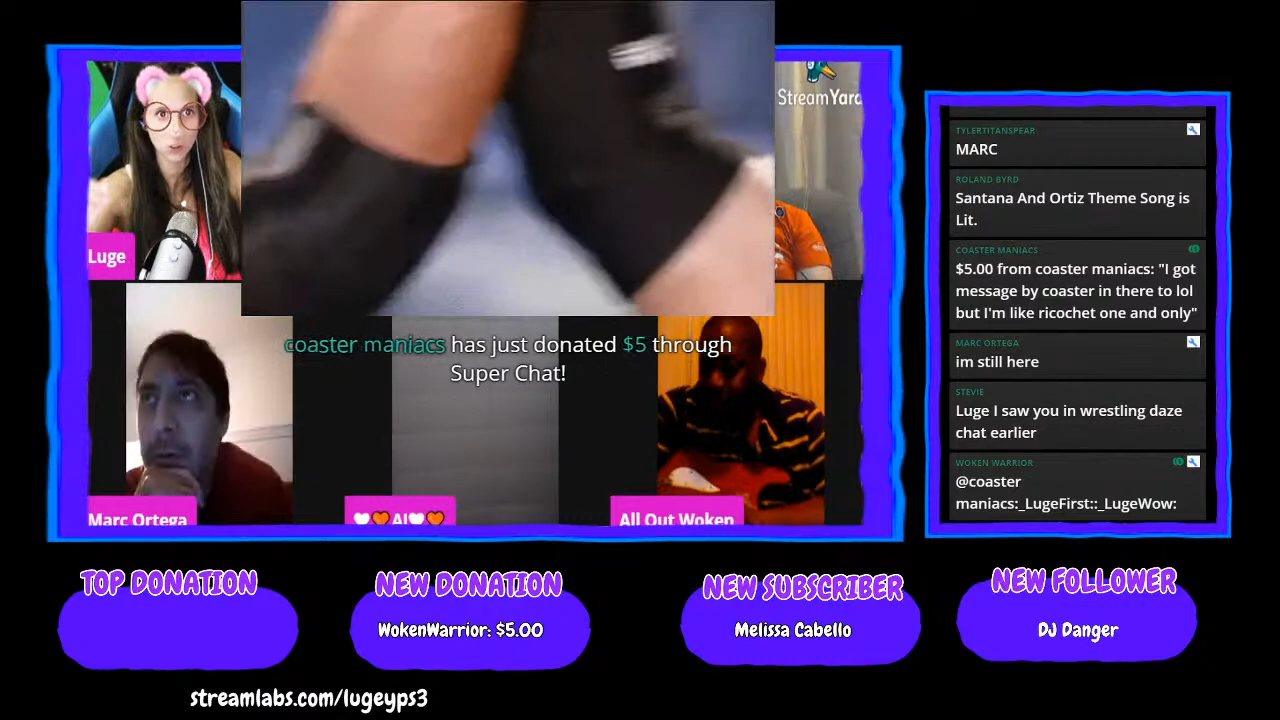 StreamYard
Luge
coaster maniacs has just donated $5 through
Super Chat!
Marc Ortega
AJ
All Out Woken
TYLERTITANSPEAR
MARC
ROLAND BYRD
Santana And Ortiz Theme Song is
Lit.
COASTER MANIACS
$5.00 from coaster maniacs: "I got
message by coaster in there to lol
but I'm like ricochet one and only"
MARC ORTEGA
im still here
STEVIE
Luge I saw you in wrestling daze
chat earlier
WOKEN WARRIOR
@coaster
maniacs:_LugeFirst::_LugeWow:
TOP DONATION
NEW DONATION
WokenWarrior: $5.00
NEW SUBSCRIBER
Melissa Cabello
NEW FOLLOWER
DJ Danger
streamlabs.com/lugeyps3